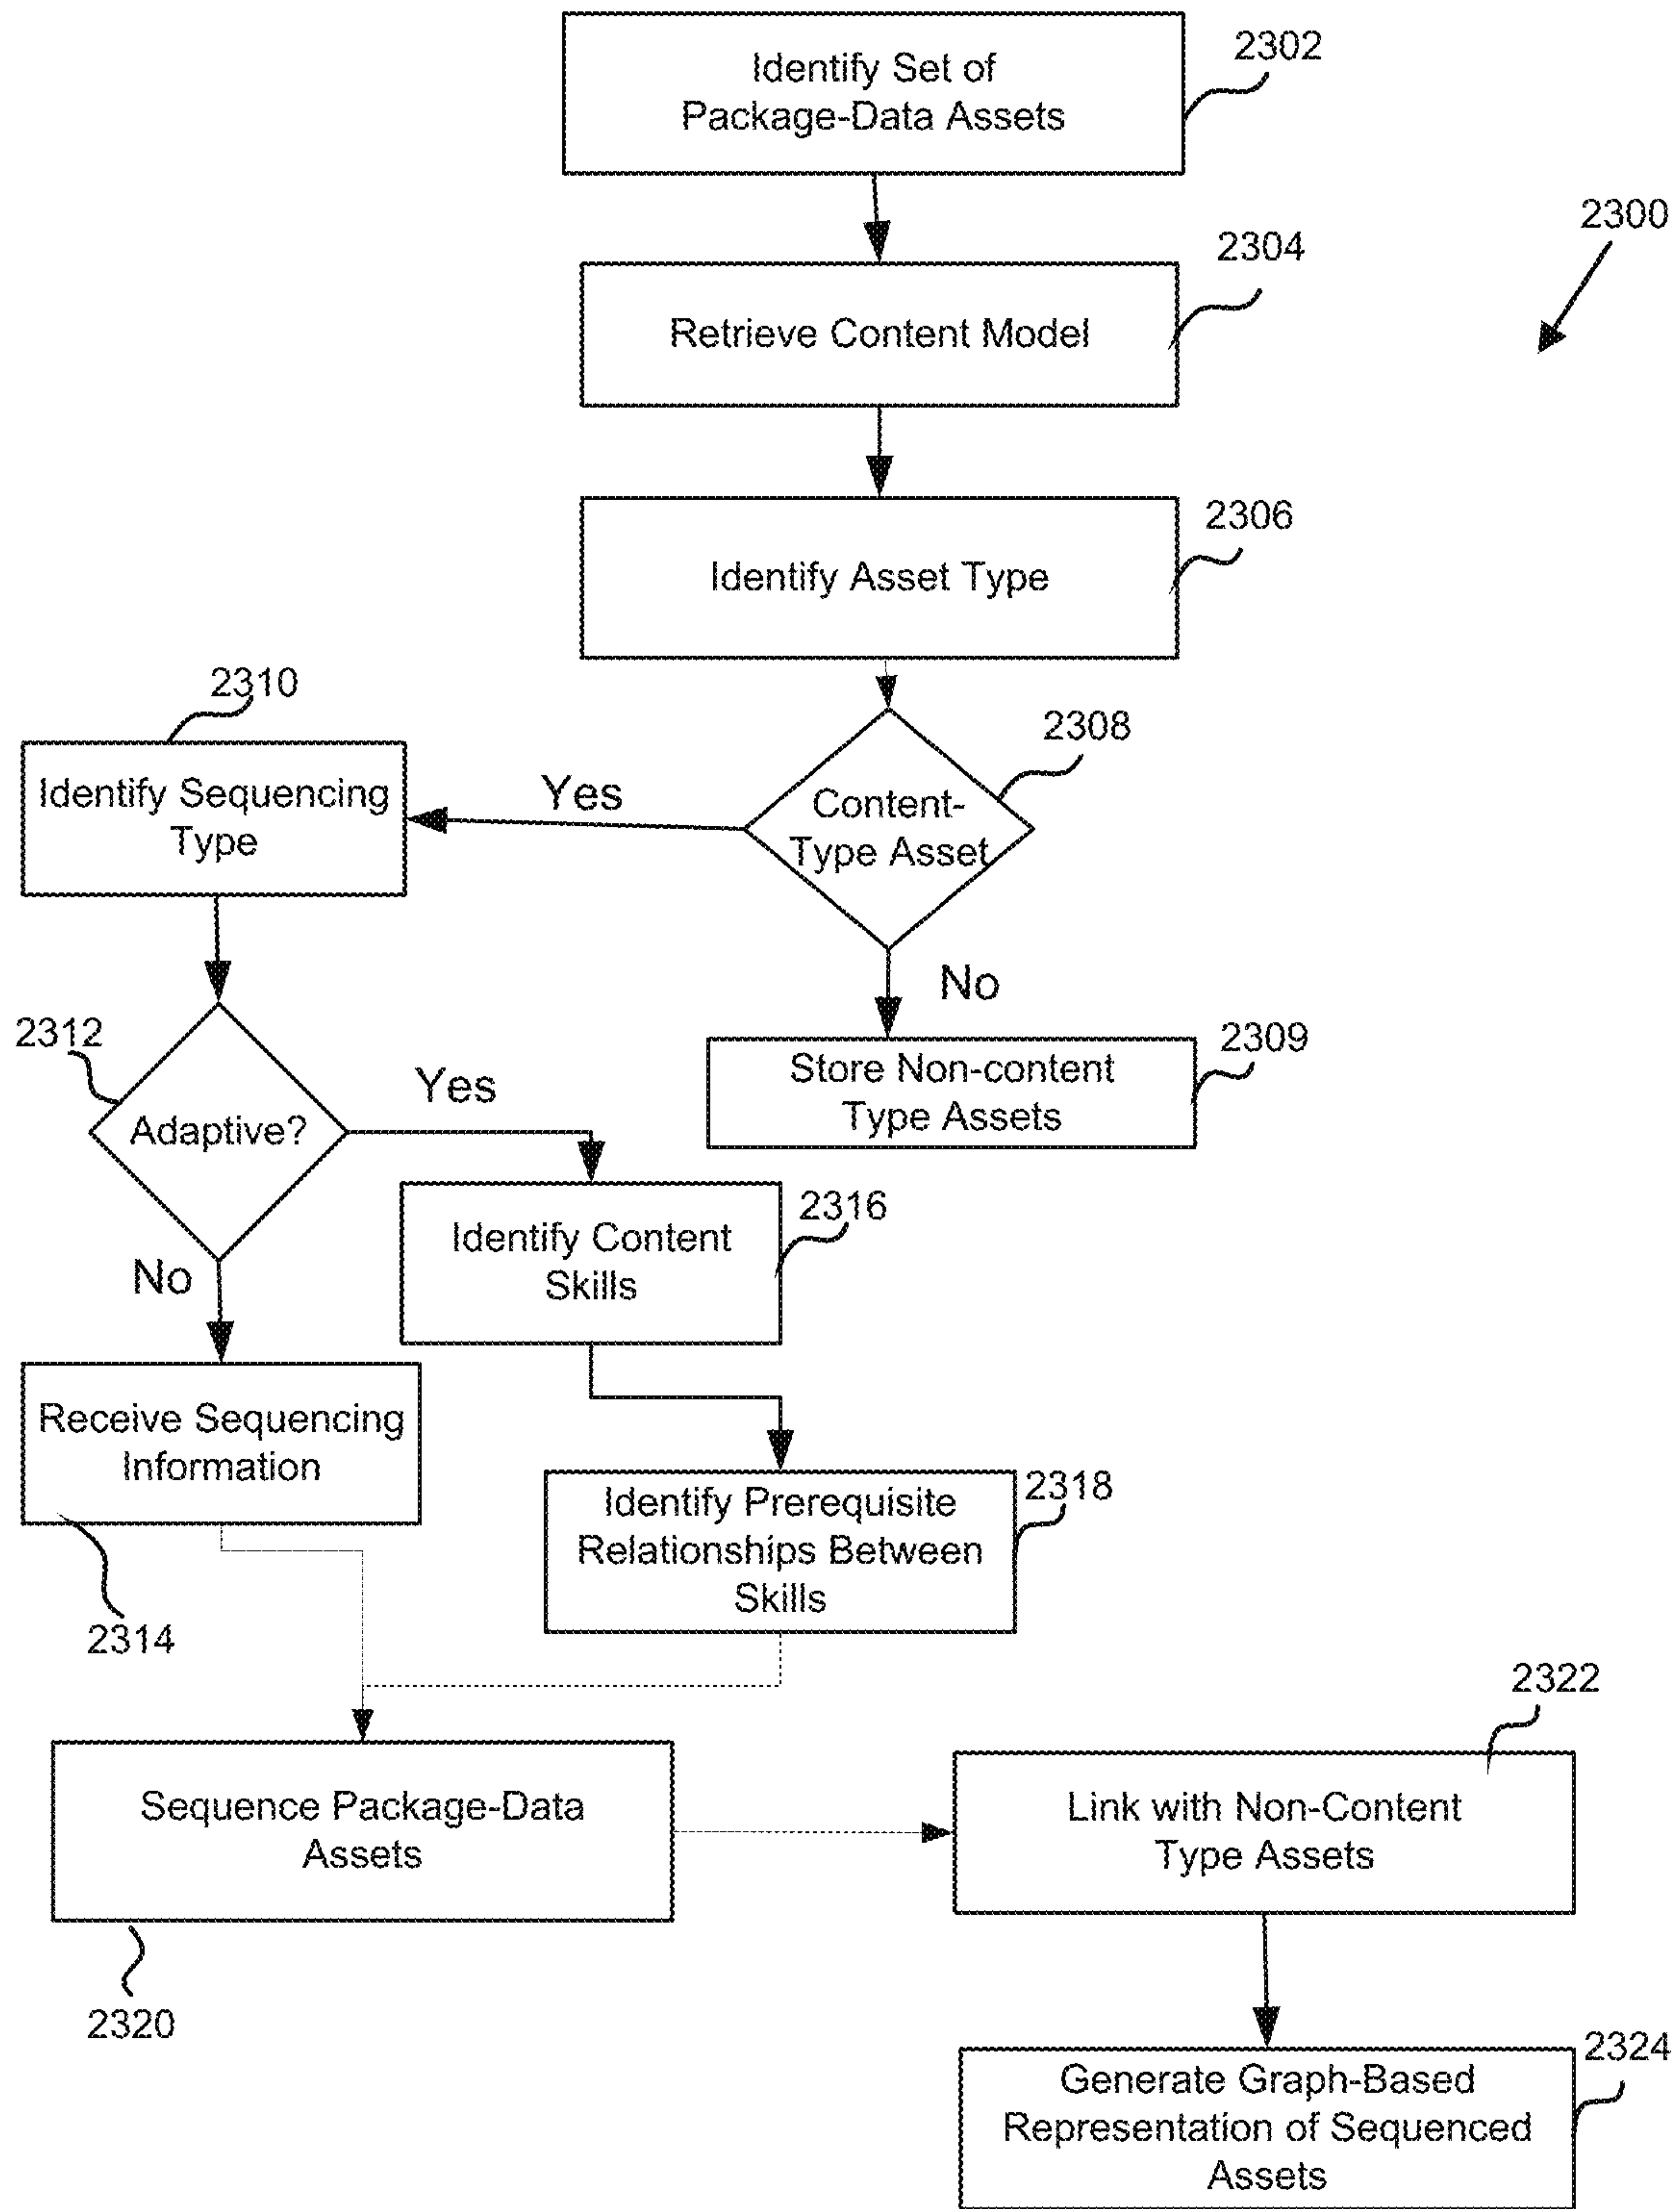 Identify Set of
Package-Data Assets
2302
2300
Retrieve Content Model
2304
Identify Asset Type
2306
2310
Identify Sequencing
Type
Yes
Content-
Type Asset
2308
No
2312
Adaptive?
Yes
Store Non-content
Type Assets
2309
No
Identify Content
Skills
2316
Receive Sequencing
Information
2314
Identify Prerequisite
Relationships Between
Skills
2318
Sequence Package-Data
Assets
2320
Link with Non-Content
Type Assets
2322
Generate Graph-Based
Representation of Sequenced
Assets
2324